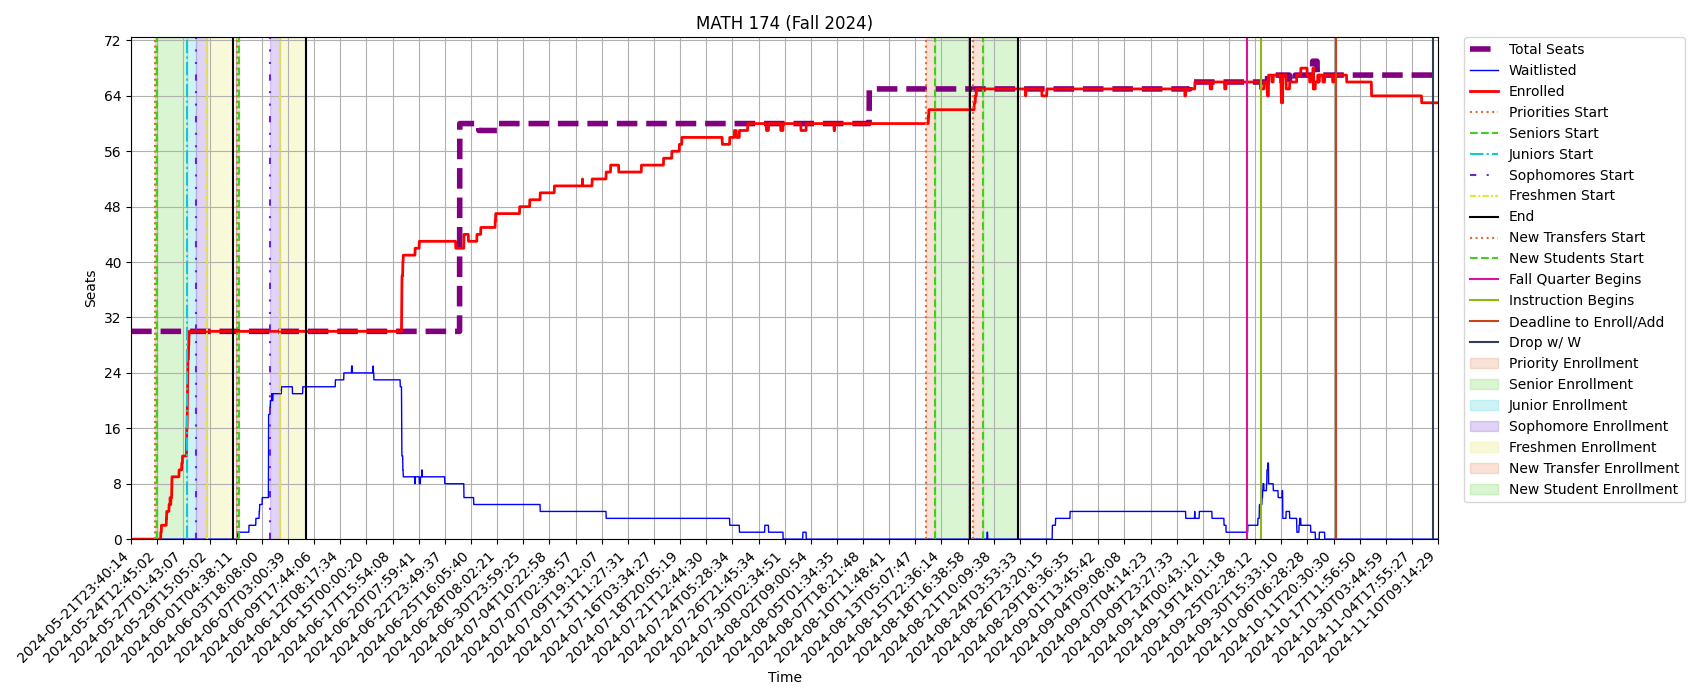 MATH 174 (Fall 2024)
72
64
56
48
40
32
24
16
8
0
Seats
2024-05-21T23:40:14
2024-05-24T12:45:02
2024-05-27T01:43:07
2024-05-29T15:05:02
2024-06-01T04:38:11
2024-06-03T18:08:00
2024-06-07T03:00:39
2024-06-09T17:44:06
2024-06-12T08:17:34
2024-06-15T00:00:20
2024-06-17T15:54:08
2024-06-20T07:59:41
2024-06-22T23:49:37
2024-06-25T16:05:40
2024-06-28T08:02:21
2024-06-30T23:59:25
2024-07-04T10:22:58
2024-07-07T02:38:57
2024-07-09T19:12:07
2024-07-13T11:27:31
2024-07-16T03:34:27
2024-07-18T20:05:19
2024-07-21T12:44:30
2024-07-24T05:28:34
2024-07-26T21:45:34
2024-07-30T02:34:51
2024-08-02T09:00:54
2024-08-05T01:34:35
2024-08-07T18:21:48
2024-08-10T11:48:41
2024-08-13T05:07:47
2024-08-15T22:36:14
2024-08-18T16:38:58
2024-08-21T10:09:38
2024-08-24T03:53:33
2024-08-26T23:20:15
2024-08-29T18:36:35
2024-09-01T13:45:42
2024-09-04T09:08:08
2024-09-07T04:14:23
2024-09-09T23:27:33
2024-09-14T00:43:12
2024-09-19T14:01:18
2024-09-25T02:28:12
2024-09-30T15:33:10
2024-10-06T06:28:28
2024-10-11T20:30:30
2024-10-17T11:56:50
2024-10-30T03:44:59
2024-11-04T17:55:27
2024-11-10T09:14:29
Time
Total Seats
Waitlisted
Enrolled
Priorities Start
Seniors Start
Juniors Start
Sophomores Start
Freshmen Start
End
New Transfers Start
New Students Start
Fall Quarter Begins
Instruction Begins
Deadline to Enroll/Add
Drop w/ W
Priority Enrollment
Senior Enrollment
Junior Enrollment
Sophomore Enrollment
Freshmen Enrollment
New Transfer Enrollment
New Student Enrollment